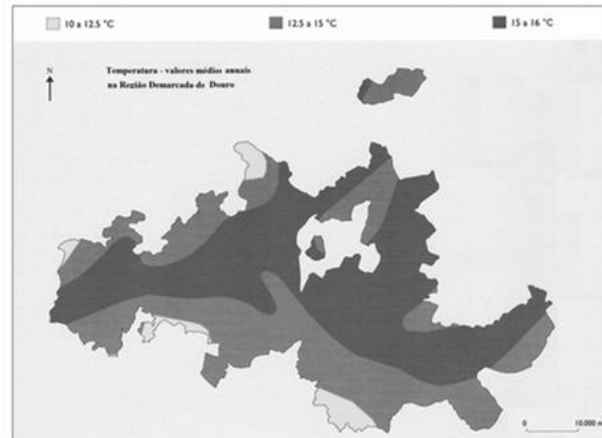 10 a 12.5 °C
12.5 a 15 °C
15 a 16 °C
N
Temperatura - valores médios anuais
na Região Demarcada do Douro
0 10.000 m